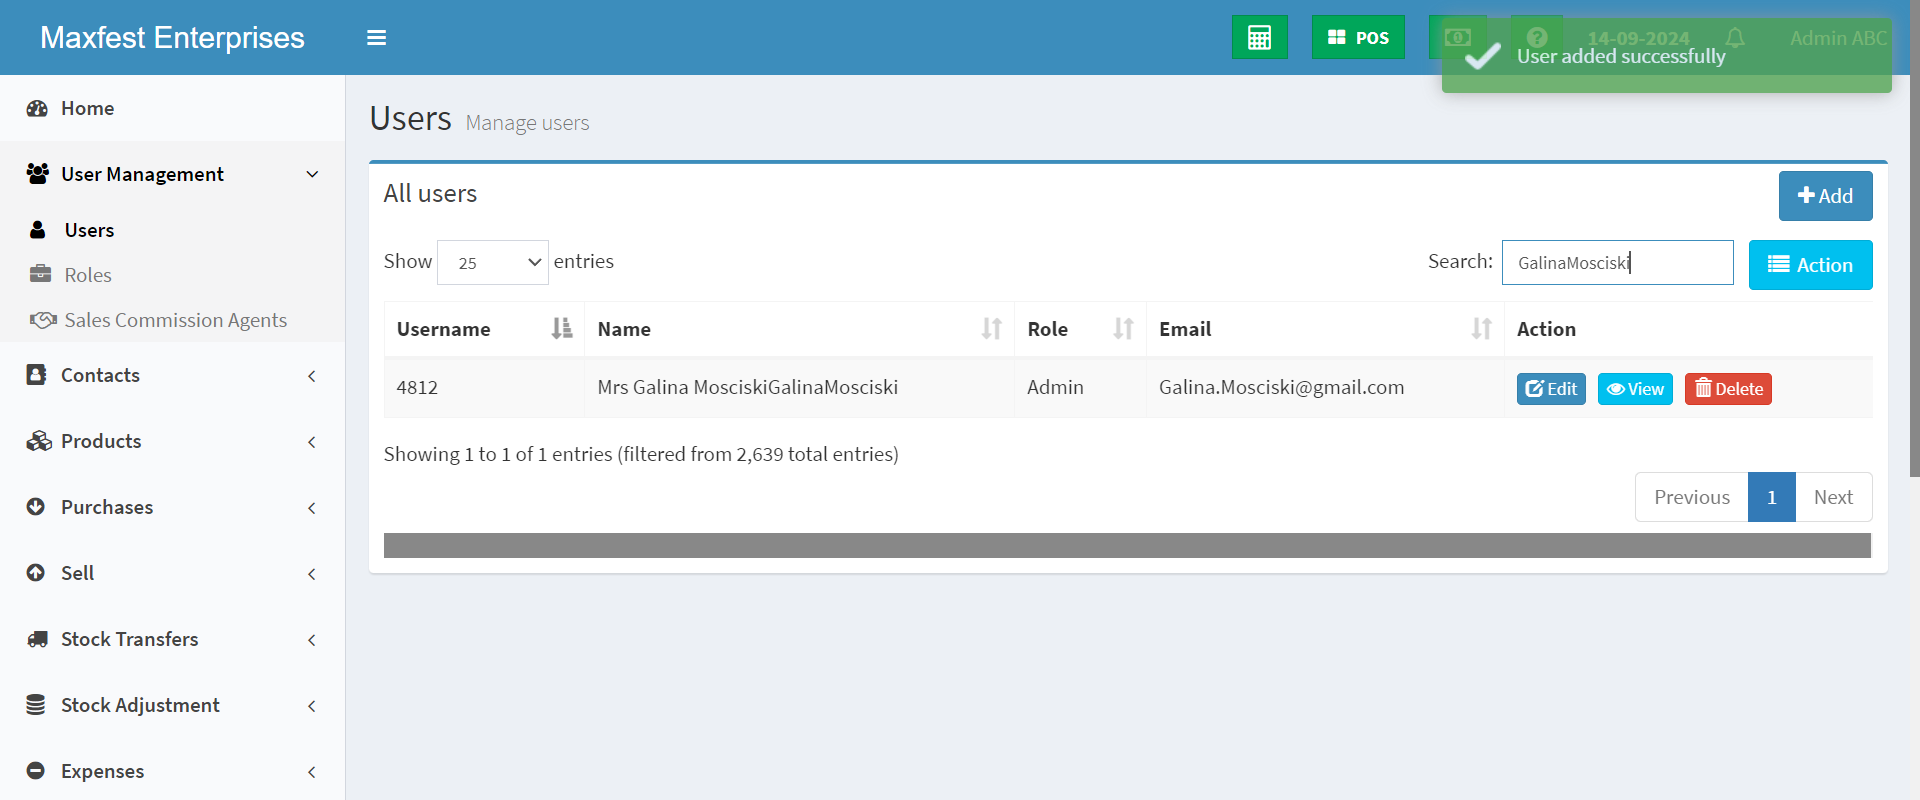 Maxfest Enterprises
POS
14-09-2024
Admin ABC
User added successfully
Home
User Management
Users
Roles
Sales Commission Agents
Contacts
Products
Purchases
Sell
Stock Transfers
Stock Adjustment
Expenses
Users Manage users
All users
Add
Show 25 entries
Search: GalinaMosciski
Action
Username Name Role Email Action
4812 Mrs Galina MosciskiGalinaMosciski Admin Galina.Mosciski@gmail.com Edit View Delete
Showing 1 to 1 of 1 entries (filtered from 2,639 total entries)
Previous 1 Next